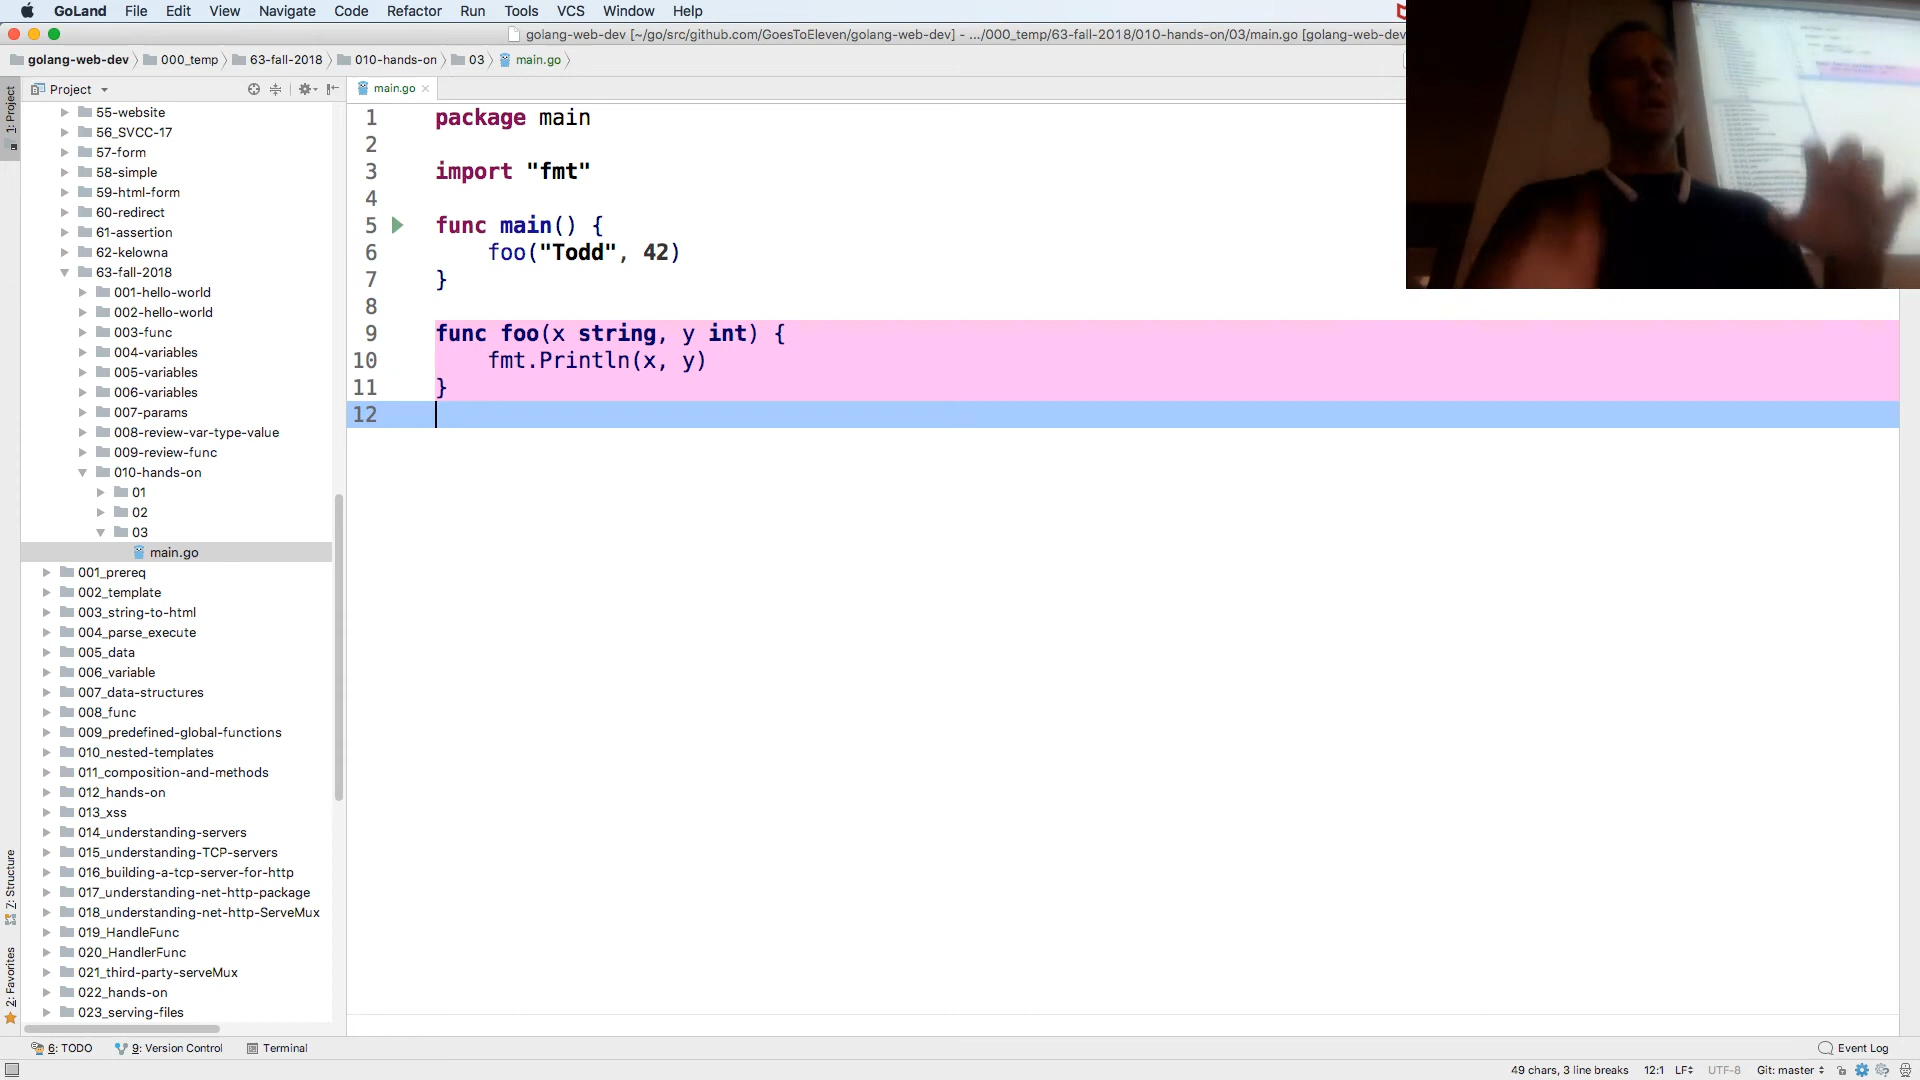 GoLand File Edit View Navigate Code Refactor Run Tools VCS Window Help
golang-web-dev [~/go/src/github.com/GoesToEleven/golang-web-dev] - .../000_temp/63-fall-2018/010-hands-on/03/main.go [golang-web-dev
golang-web-dev 000_temp 63-fall-2018 010-hands-on 03 main.go
1: Project
Project
55-website
56_SVCC-17
57-form
58-simple
59-html-form
60-redirect
61-assertion
62-kelowna
63-fall-2018
001-hello-world
002-hello-world
003-func
004-variables
005-variables
006-variables
007-params
008-review-var-type-value
009-review-func
010-hands-on
01
02
03
main.go
001_prereq
002_template
003_string-to-html
004_parse_execute
005_data
006_variable
007_data-structures
008_func
009_predefined-global-functions
010_nested-templates
011_composition-and-methods
012_hands-on
013_xss
014_understanding-servers
015_understanding-TCP-servers
016_building-a-tcp-server-for-http
017_understanding-net-http-package
018_understanding-net-http-ServeMux
019_HandleFunc
020_HandlerFunc
021_third-party-serveMux
022_hands-on
023_serving-files
7: Structure
2: Favorites
main.go
1 package main
2
3 import "fmt"
4
5 func main() {
6 foo("Todd", 42)
7 }
8
9 func foo(x string, y int) {
10 fmt.Println(x, y)
11 }
12
6: TODO 9: Version Control Terminal Event Log
49 chars, 3 line breaks 12:1 LF UTF-8 Git: master